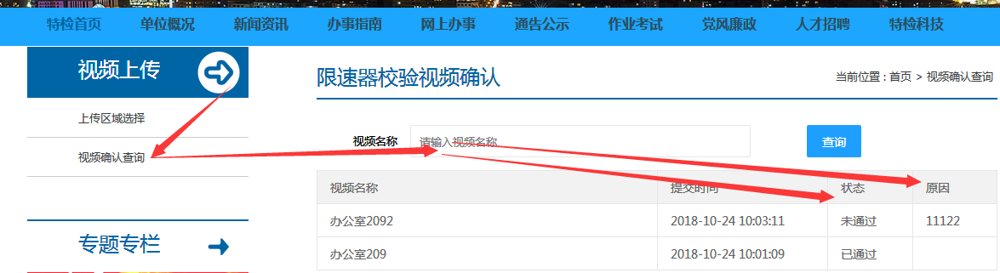 特检首页 单位概况 新闻资讯 办事指南 网上办事 通告公示 作业考试 党风廉政 人才招聘 特检科技
视频上传
上传区域选择
视频确认查询
专题专栏
限速器校验视频确认
当前位置 : 首页 > 视频确认查询
视频名称 请输入视频名称 查询
视频名称 提交时间 状态 原因
办公室2092 2018-10-24 10:03:11 未通过 11122
办公室209 2018-10-24 10:01:09 已通过